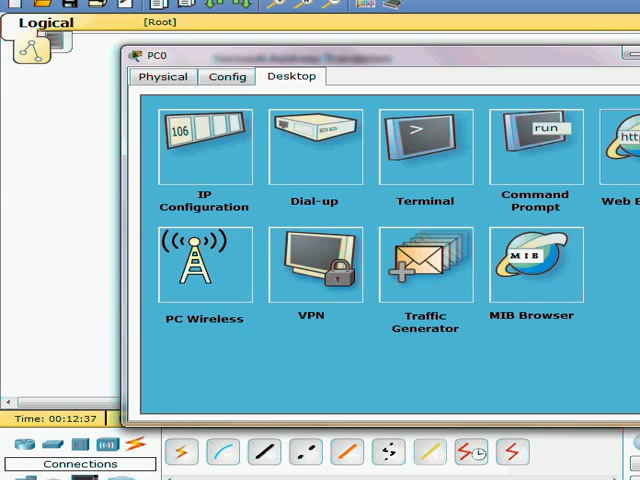 Logical
[Root]
PC0
Physical
Config
Desktop
106
>
run
http
IP
Configuration
Dial-up
Terminal
Command
Prompt
Web
MIB
PC Wireless
VPN
Traffic
Generator
MIB Browser
Time: 00:12:37
Connections